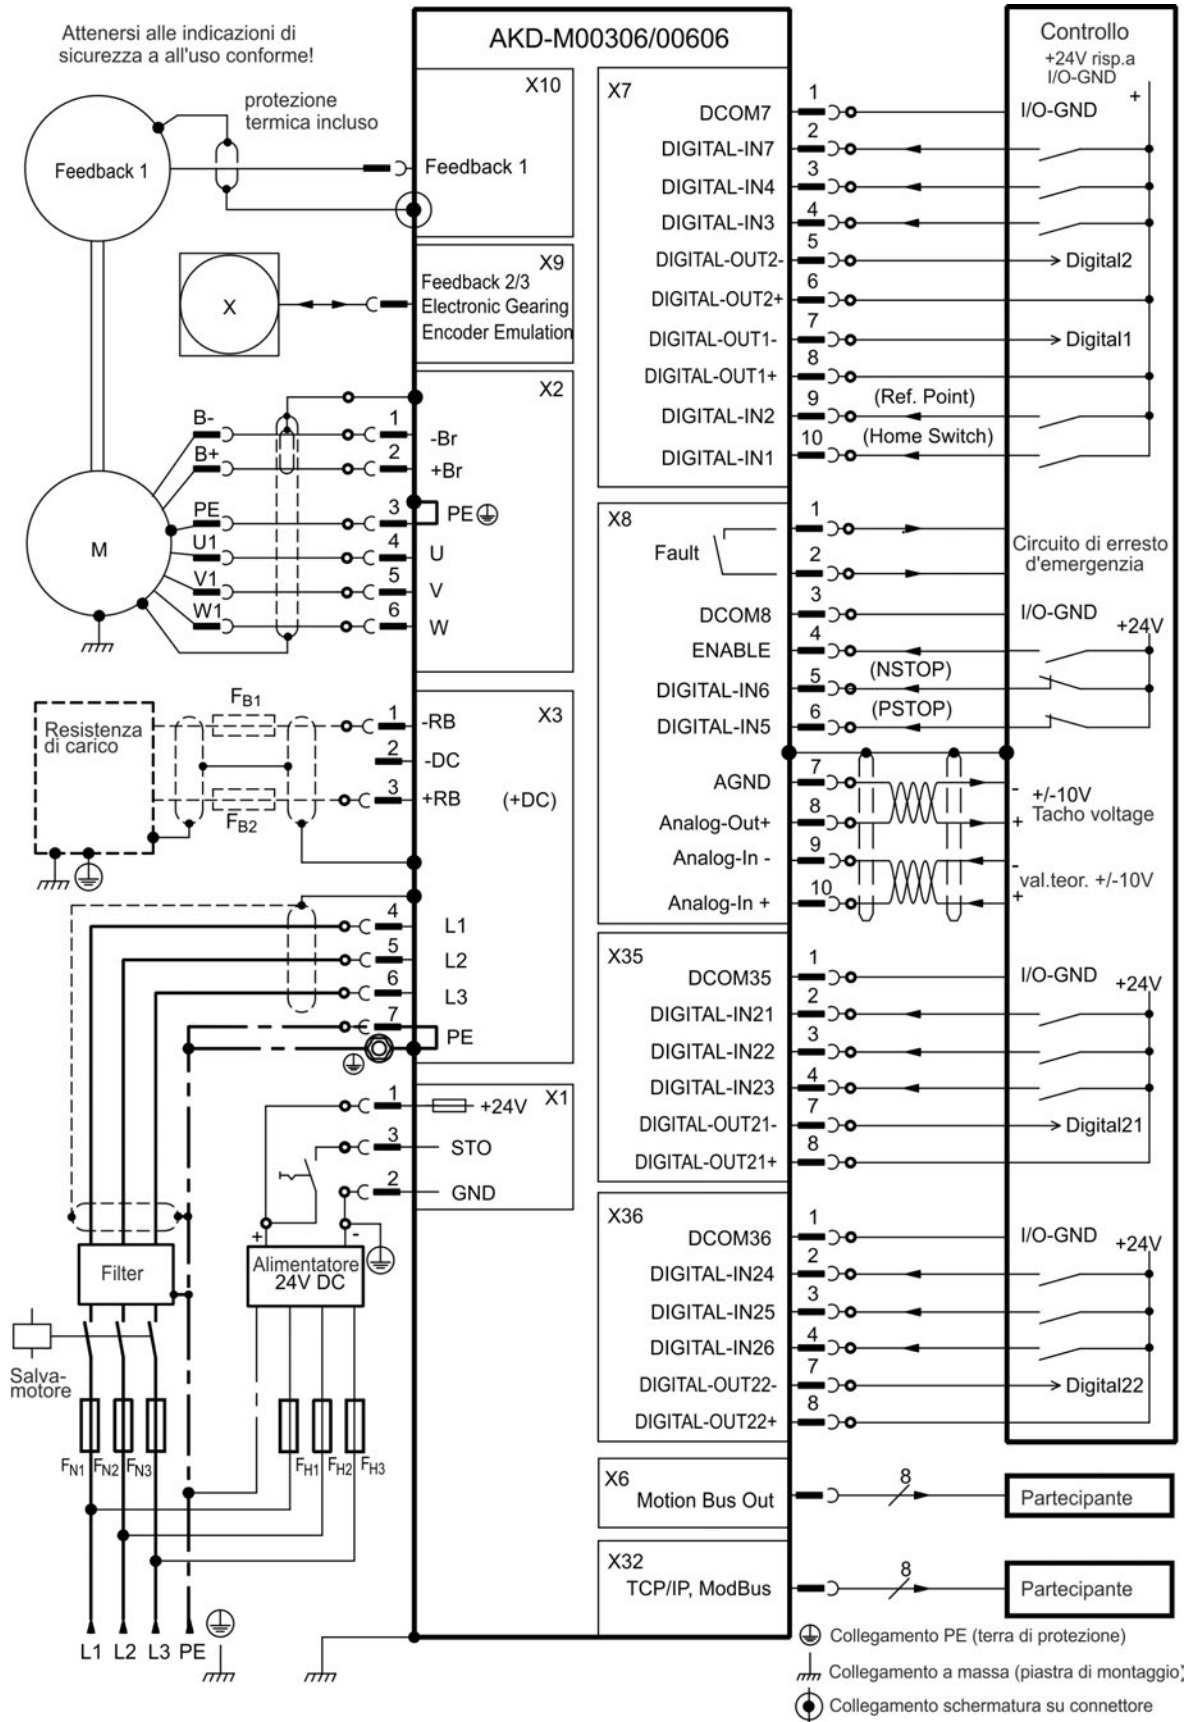 Attenersi alle indicazioni di
sicurezza a all'uso conforme!
AKD-M00306/00606
Controllo
+24V risp.a
I/O-GND
+
protezione
termica incluso
Feedback 1
X10
Feedback 1
X
X9
Feedback 2/3
Electronic Gearing
Encoder Emulation
X2
B-
1
-Br
B+
2
+Br
PE
3
PE
U1
4
U
V1
5
V
W1
6
W
M
X3
Resistenza
di carico
FB1
1
-RB
2
-DC
3
+RB
(+DC)
FB2
4
L1
5
L2
6
L3
7
PE
X1
1
+24V
3
STO
2
GND
+
-
Alimentatore
24V DC
Filter
Salva-
motore
FN1
FN2
FN3
FH1
FH2
FH3
L1
L2
L3
PE
X7
DCOM7
1
I/O-GND
DIGITAL-IN7
2
DIGITAL-IN4
3
DIGITAL-IN3
4
DIGITAL-OUT2-
5
Digital2
DIGITAL-OUT2+
6
DIGITAL-OUT1-
7
Digital1
DIGITAL-OUT1+
8
DIGITAL-IN2
9
(Ref. Point)
DIGITAL-IN1
10
(Home Switch)
X8
Fault
1
2
Circuito di erresto
d'emergenzia
DCOM8
3
I/O-GND
+24V
ENABLE
4
DIGITAL-IN6
5
(NSTOP)
DIGITAL-IN5
6
(PSTOP)
AGND
7
-
+/-10V
Tacho voltage
Analog-Out+
8
+
Analog-In -
9
-
val.teor. +/-10V
Analog-In +
10
+
X35
DCOM35
1
I/O-GND
+24V
DIGITAL-IN21
2
DIGITAL-IN22
3
DIGITAL-IN23
4
DIGITAL-OUT21-
7
Digital21
DIGITAL-OUT21+
8
X36
DCOM36
1
I/O-GND
+24V
DIGITAL-IN24
2
DIGITAL-IN25
3
DIGITAL-IN26
4
DIGITAL-OUT22-
7
Digital22
DIGITAL-OUT22+
8
X6
Motion Bus Out
8
Partecipante
X32
TCP/IP, ModBus
8
Partecipante
Collegamento PE (terra di protezione)
Collegamento a massa (piastra di montaggio)
Collegamento schermatura su connettore